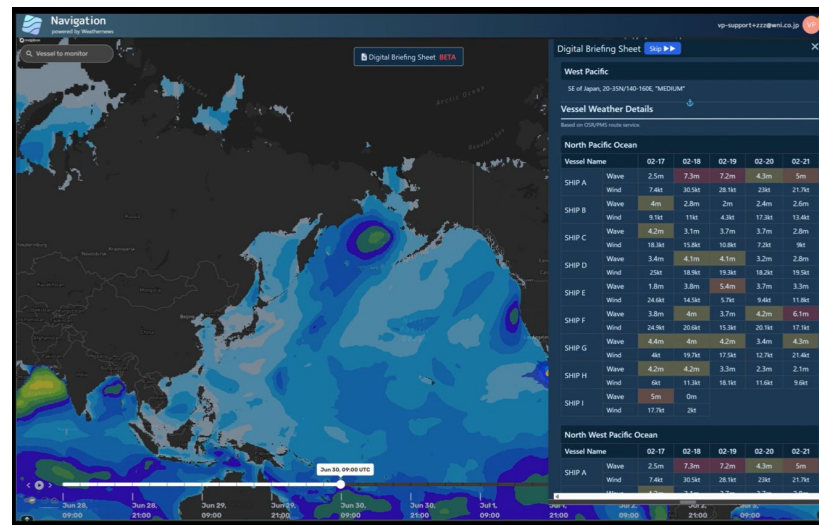 Navigation
powered by Weathernews
vp-support+zzz@wni.co.jp VP
mapbox
Vessel to monitor
Digital Briefing Sheet BETA
Digital Briefing Sheet Skip
West Pacific
SE of Japan, 20-35N/140-160E, "MEDIUM"
Vessel Weather Details
Based on OSR/PMS route service.
North Pacific Ocean
Vessel Name 02-17 02-18 02-19 02-20 02-21
SHIP A Wave 2.5m 7.3m 7.2m 4.3m 5m
Wind 7.4kt 30.5kt 28.1kt 23kt 21.7kt
SHIP B Wave 4m 2.8m 2m 2.4m 2.6m
Wind 9.1kt 11kt 4.3kt 17.3kt 13.4kt
SHIP C Wave 4.2m 3.1m 3.7m 3.7m 2.8m
Wind 18.3kt 15.8kt 10.8kt 7.2kt 9kt
SHIP D Wave 3.4m 4.1m 4.1m 3.2m 2.8m
Wind 25kt 18.9kt 19.3kt 18.2kt 19.5kt
SHIP E Wave 1.8m 3.8m 5.4m 3.7m 3.3m
Wind 24.6kt 14.5kt 5.7kt 9.4kt 11.8kt
SHIP F Wave 3.8m 4m 3.7m 4.2m 6.1m
Wind 24.9kt 20.6kt 15.3kt 20.1kt 17.1kt
SHIP G Wave 4.4m 4m 4.2m 3.4m 4.3m
Wind 4kt 19.7kt 17.5kt 12.7kt 21.4kt
SHIP H Wave 4.2m 4.2m 3.3m 2.3m 2.1m
Wind 6kt 11.3kt 18.1kt 11.6kt 9.6kt
SHIP I Wave 5m 0m
Wind 17.7kt 2kt
North West Pacific Ocean
Vessel Name 02-17 02-18 02-19 02-20 02-21
SHIP A Wave 2.5m 7.3m 7.2m 4.3m 5m
Wind 7.4kt 30.5kt 28.1kt 23kt 21.7kt
Arctic Ocean
Novosibirsk
Beijing
Jun 30, 09:00 UTC
Jun 28, 09:00
Jun 28, 21:00
Jun 29, 09:00
Jun 29, 21:00
Jun 30, 09:00
Jun 30, 21:00
Jul 1, 09:00